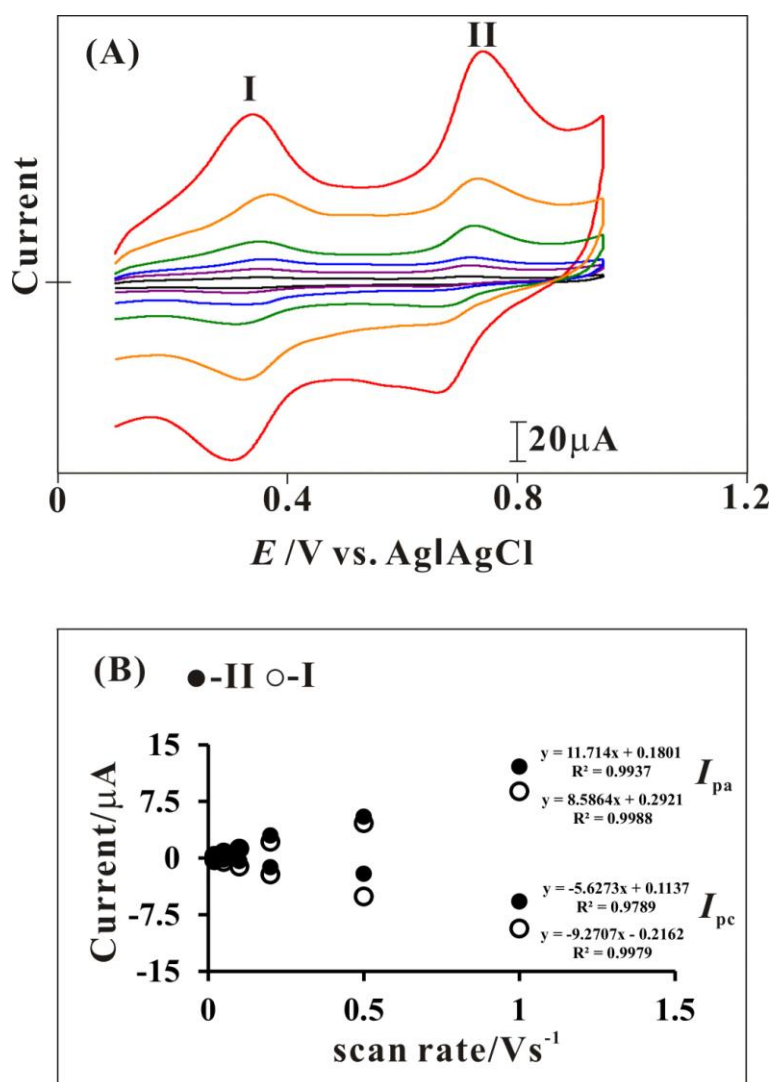 (A)
I
II
Current
20μA
0
0.4
0.8
1.2
E /V vs. Ag|AgCl
(B)
●-II ○-I
15
7.5
0
-7.5
-15
Current/μA
y = 11.714x + 0.1801
R² = 0.9937
y = 8.5864x + 0.2921
R² = 0.9988
Ipa
y = -5.6273x + 0.1137
R² = 0.9789
y = -9.2707x - 0.2162
R² = 0.9979
Ipc
0
0.5
1
1.5
scan rate/Vs⁻¹